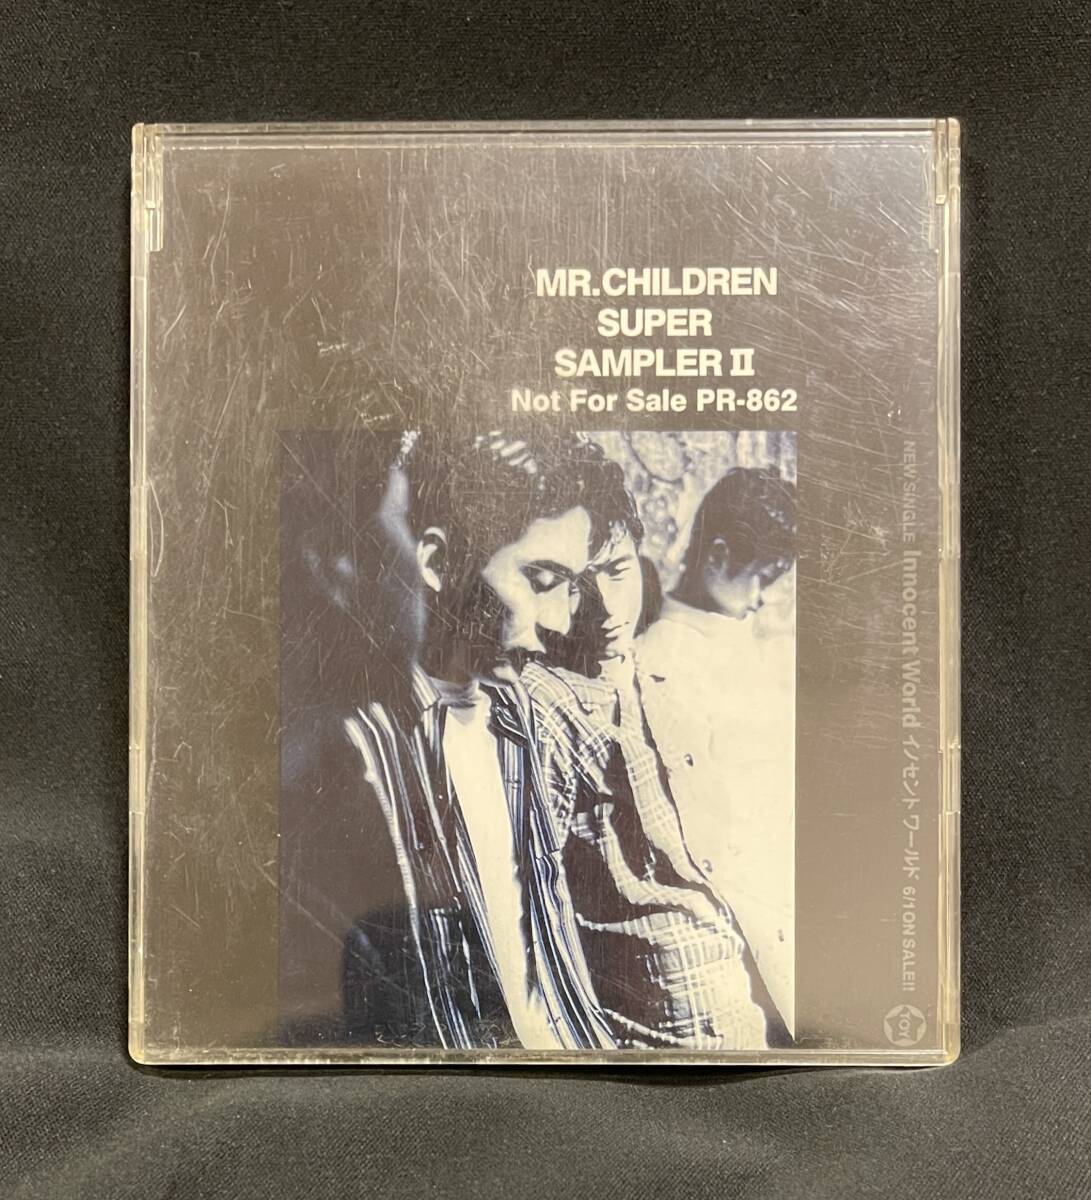 MR.CHILDREN
SUPER
SAMPLER II
Not For Sale PR-862
NEW SINGLE Innocent World イノセントワールド 6/1 ON SALE!!
TOY